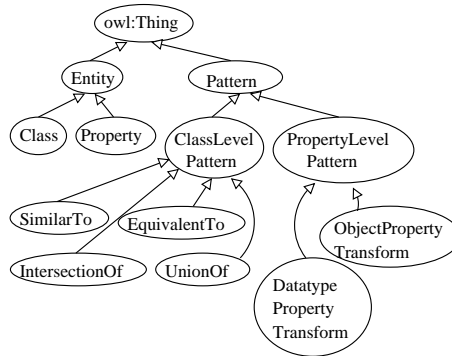 owl:Thing
Entity
Pattern
Class
Property
ClassLevel
Pattern
PropertyLevel
Pattern
SimilarTo
EquivalentTo
ObjectProperty
Transform
IntersectionOf
UnionOf
Datatype
Property
Transform